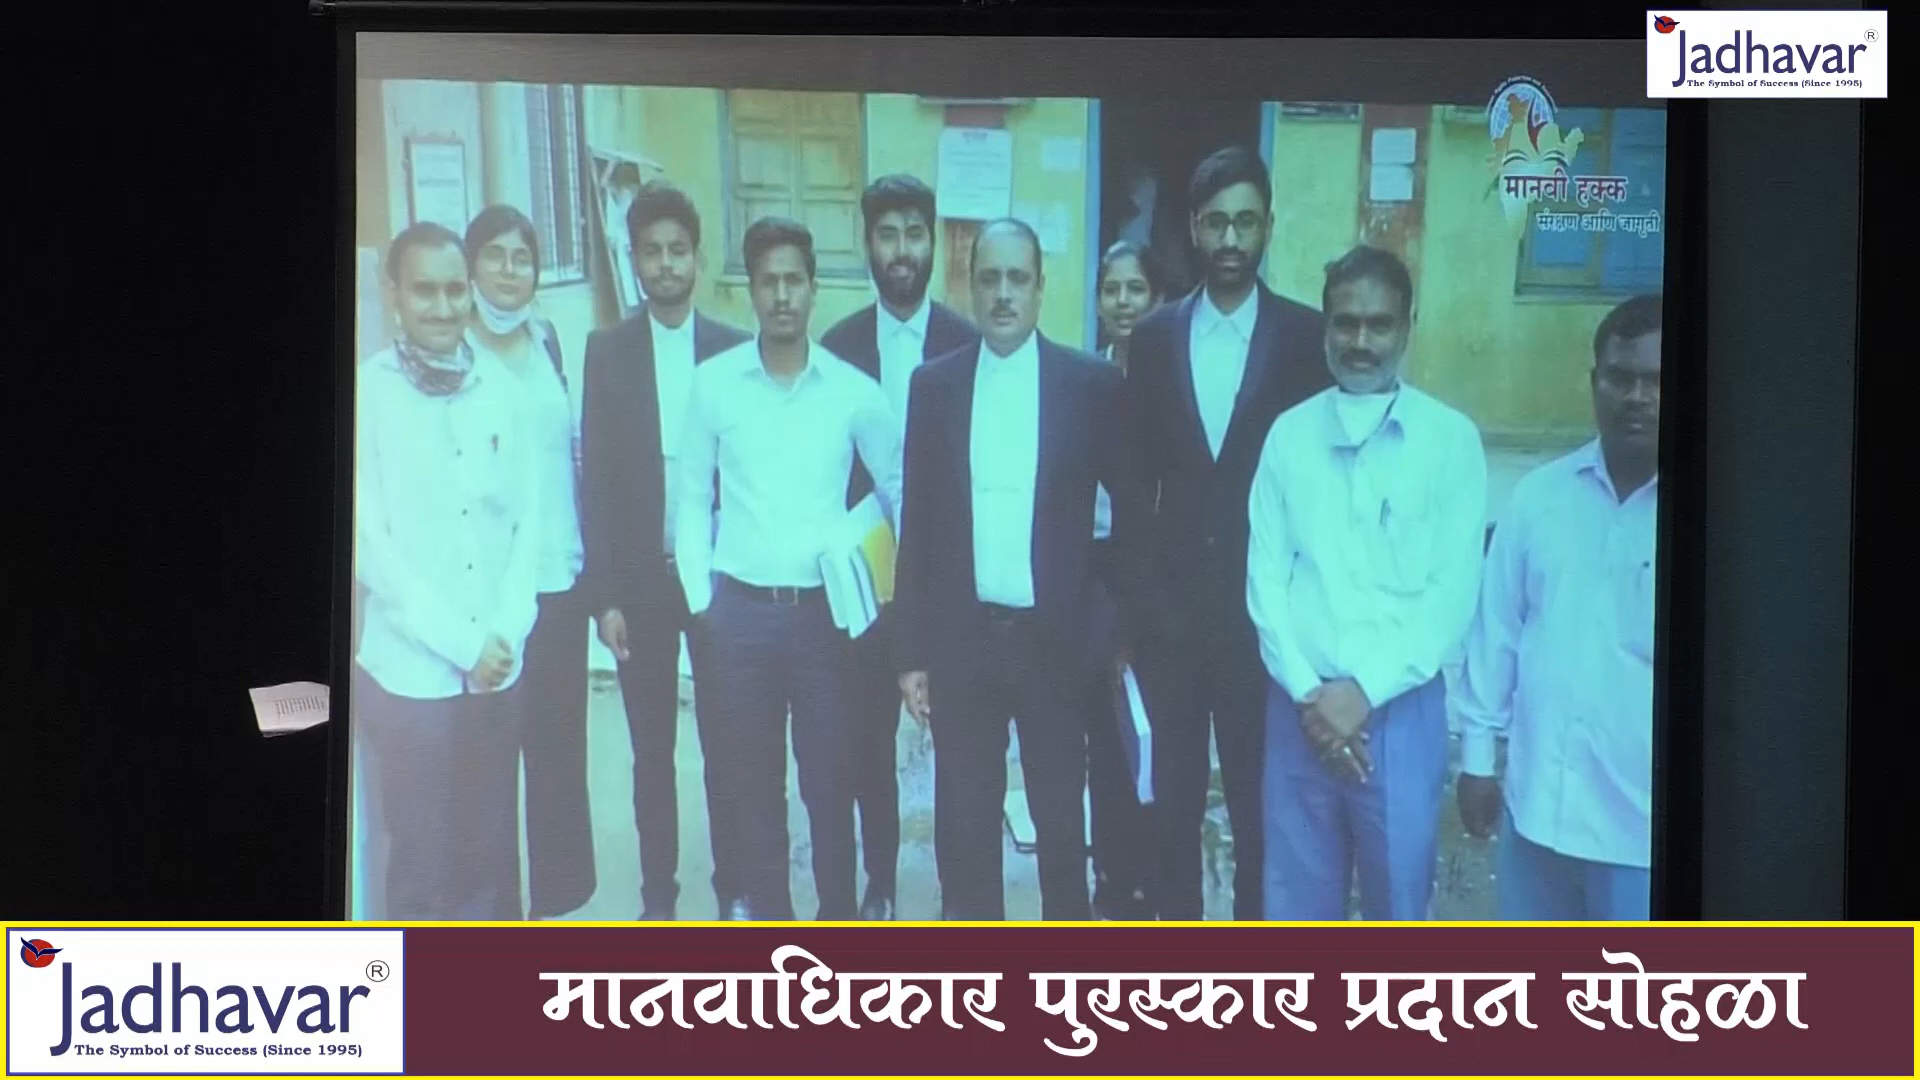 Jadhavar®
The Symbol of Success (Since 1995)
मानवी हक्क
संरक्षण आणि जागृती
Jadhavar®
The Symbol of Success (Since 1995)
मानवाधिकार पुरस्कार प्रदान सोहळा